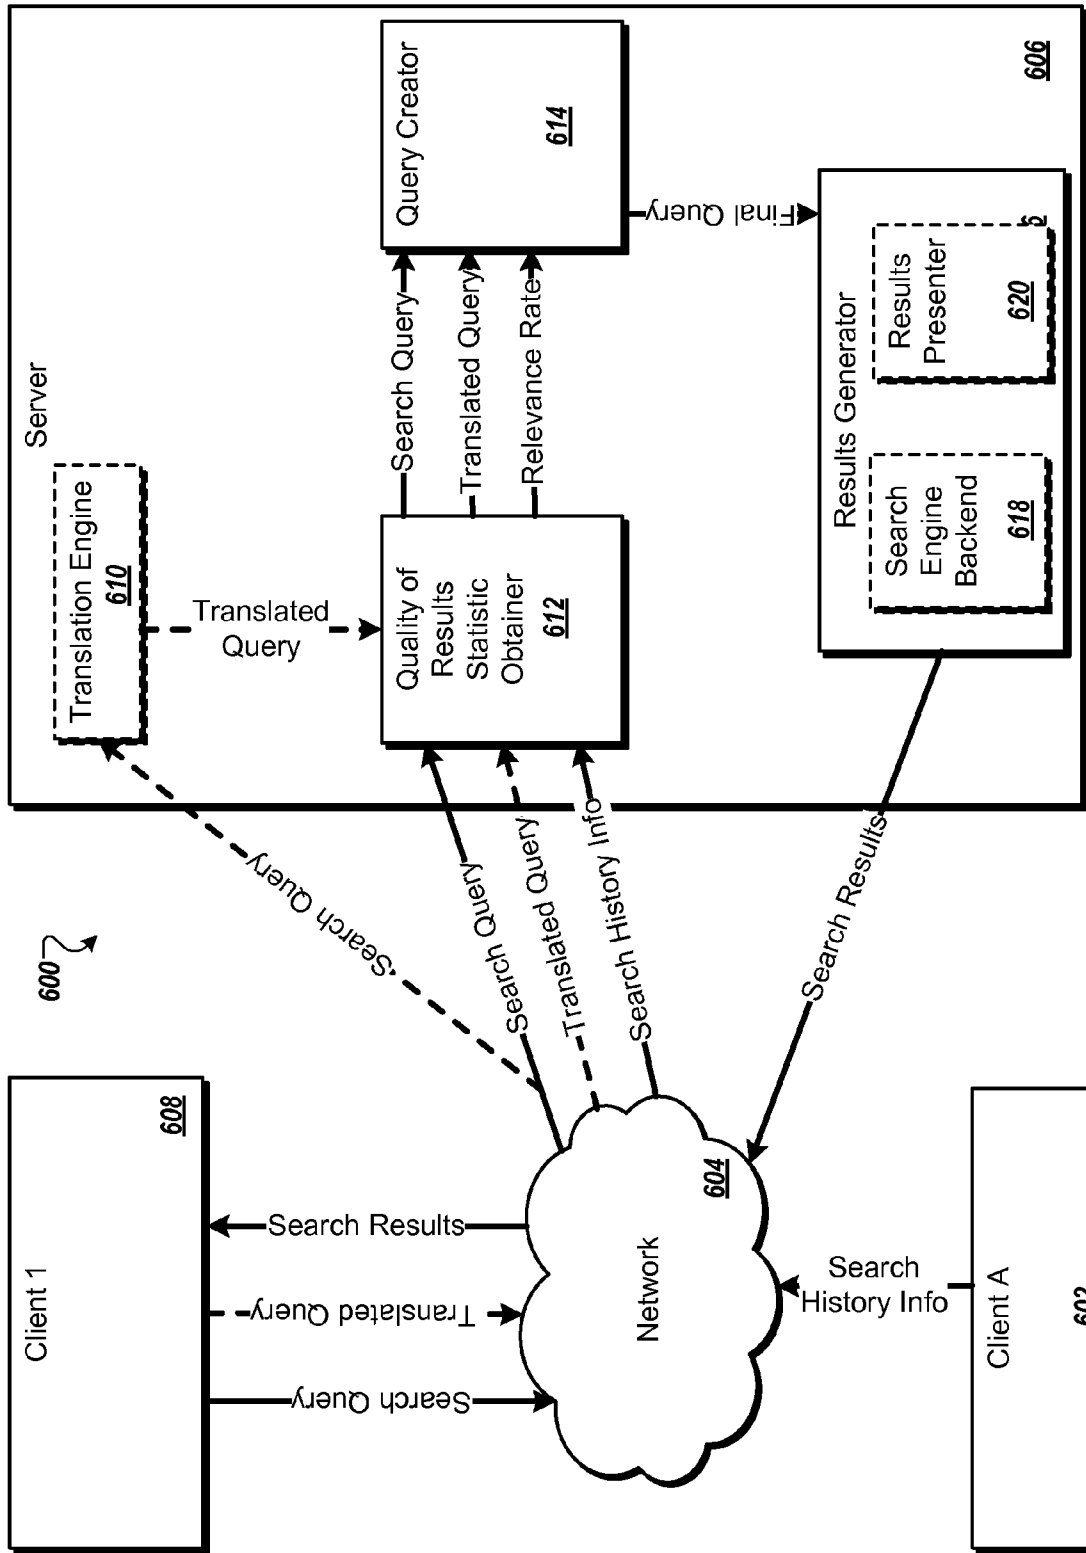 600
Client 1
608
Search Query
Translated Query
Search Results
Network
604
Search
History Info
Client A
Search Query
Search Query
Translated Query
Search History Info
Search Results
Server
606
Translation Engine
610
Translated
Query
Quality of
Results
Statistic
Obtainer
612
Search Query
Translated Query
Relevance Rate
Query Creator
614
Final Query
Results Generator
Search
Engine
Backend
618
Results
Presenter
620